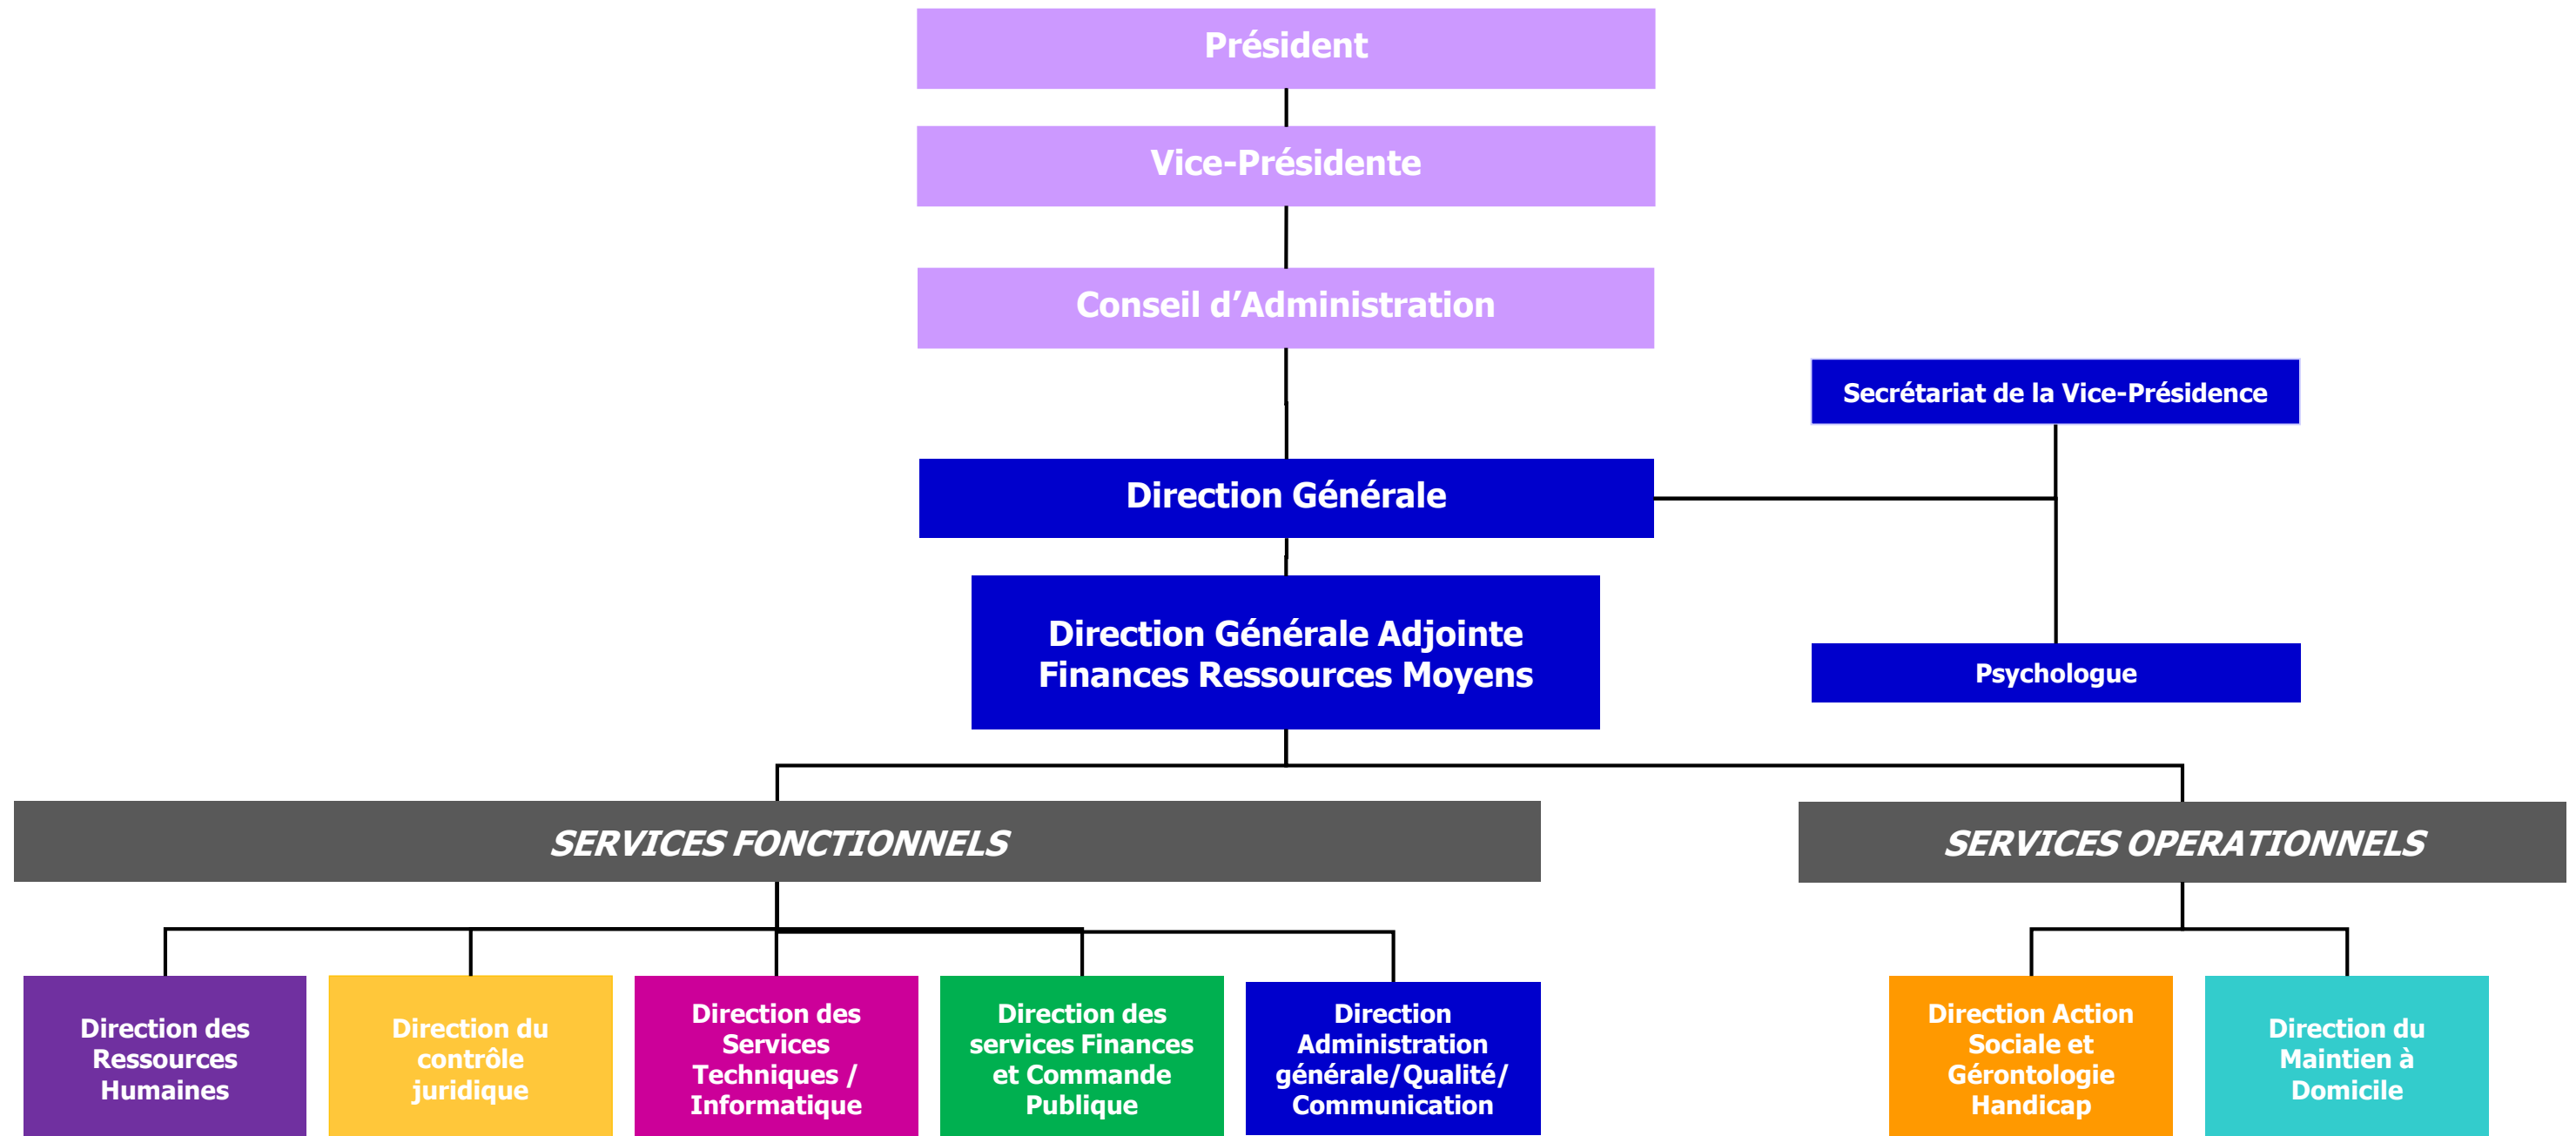 Président
Vice-Présidente
Conseil d’Administration
Secrétariat de la Vice-Présidence
Direction Générale
Direction Générale Adjointe
Finances Ressources Moyens
Psychologue
SERVICES FONCTIONNELS
SERVICES OPERATIONNELS
Direction des
Ressources
Humaines
Direction du
contrôle
juridique
Direction des
Services
Techniques /
Informatique
Direction des
services Finances
et Commande
Publique
Direction
Administration
générale/Qualité/
Communication
Direction Action
Sociale et
Gérontologie
Handicap
Direction du
Maintien à
Domicile